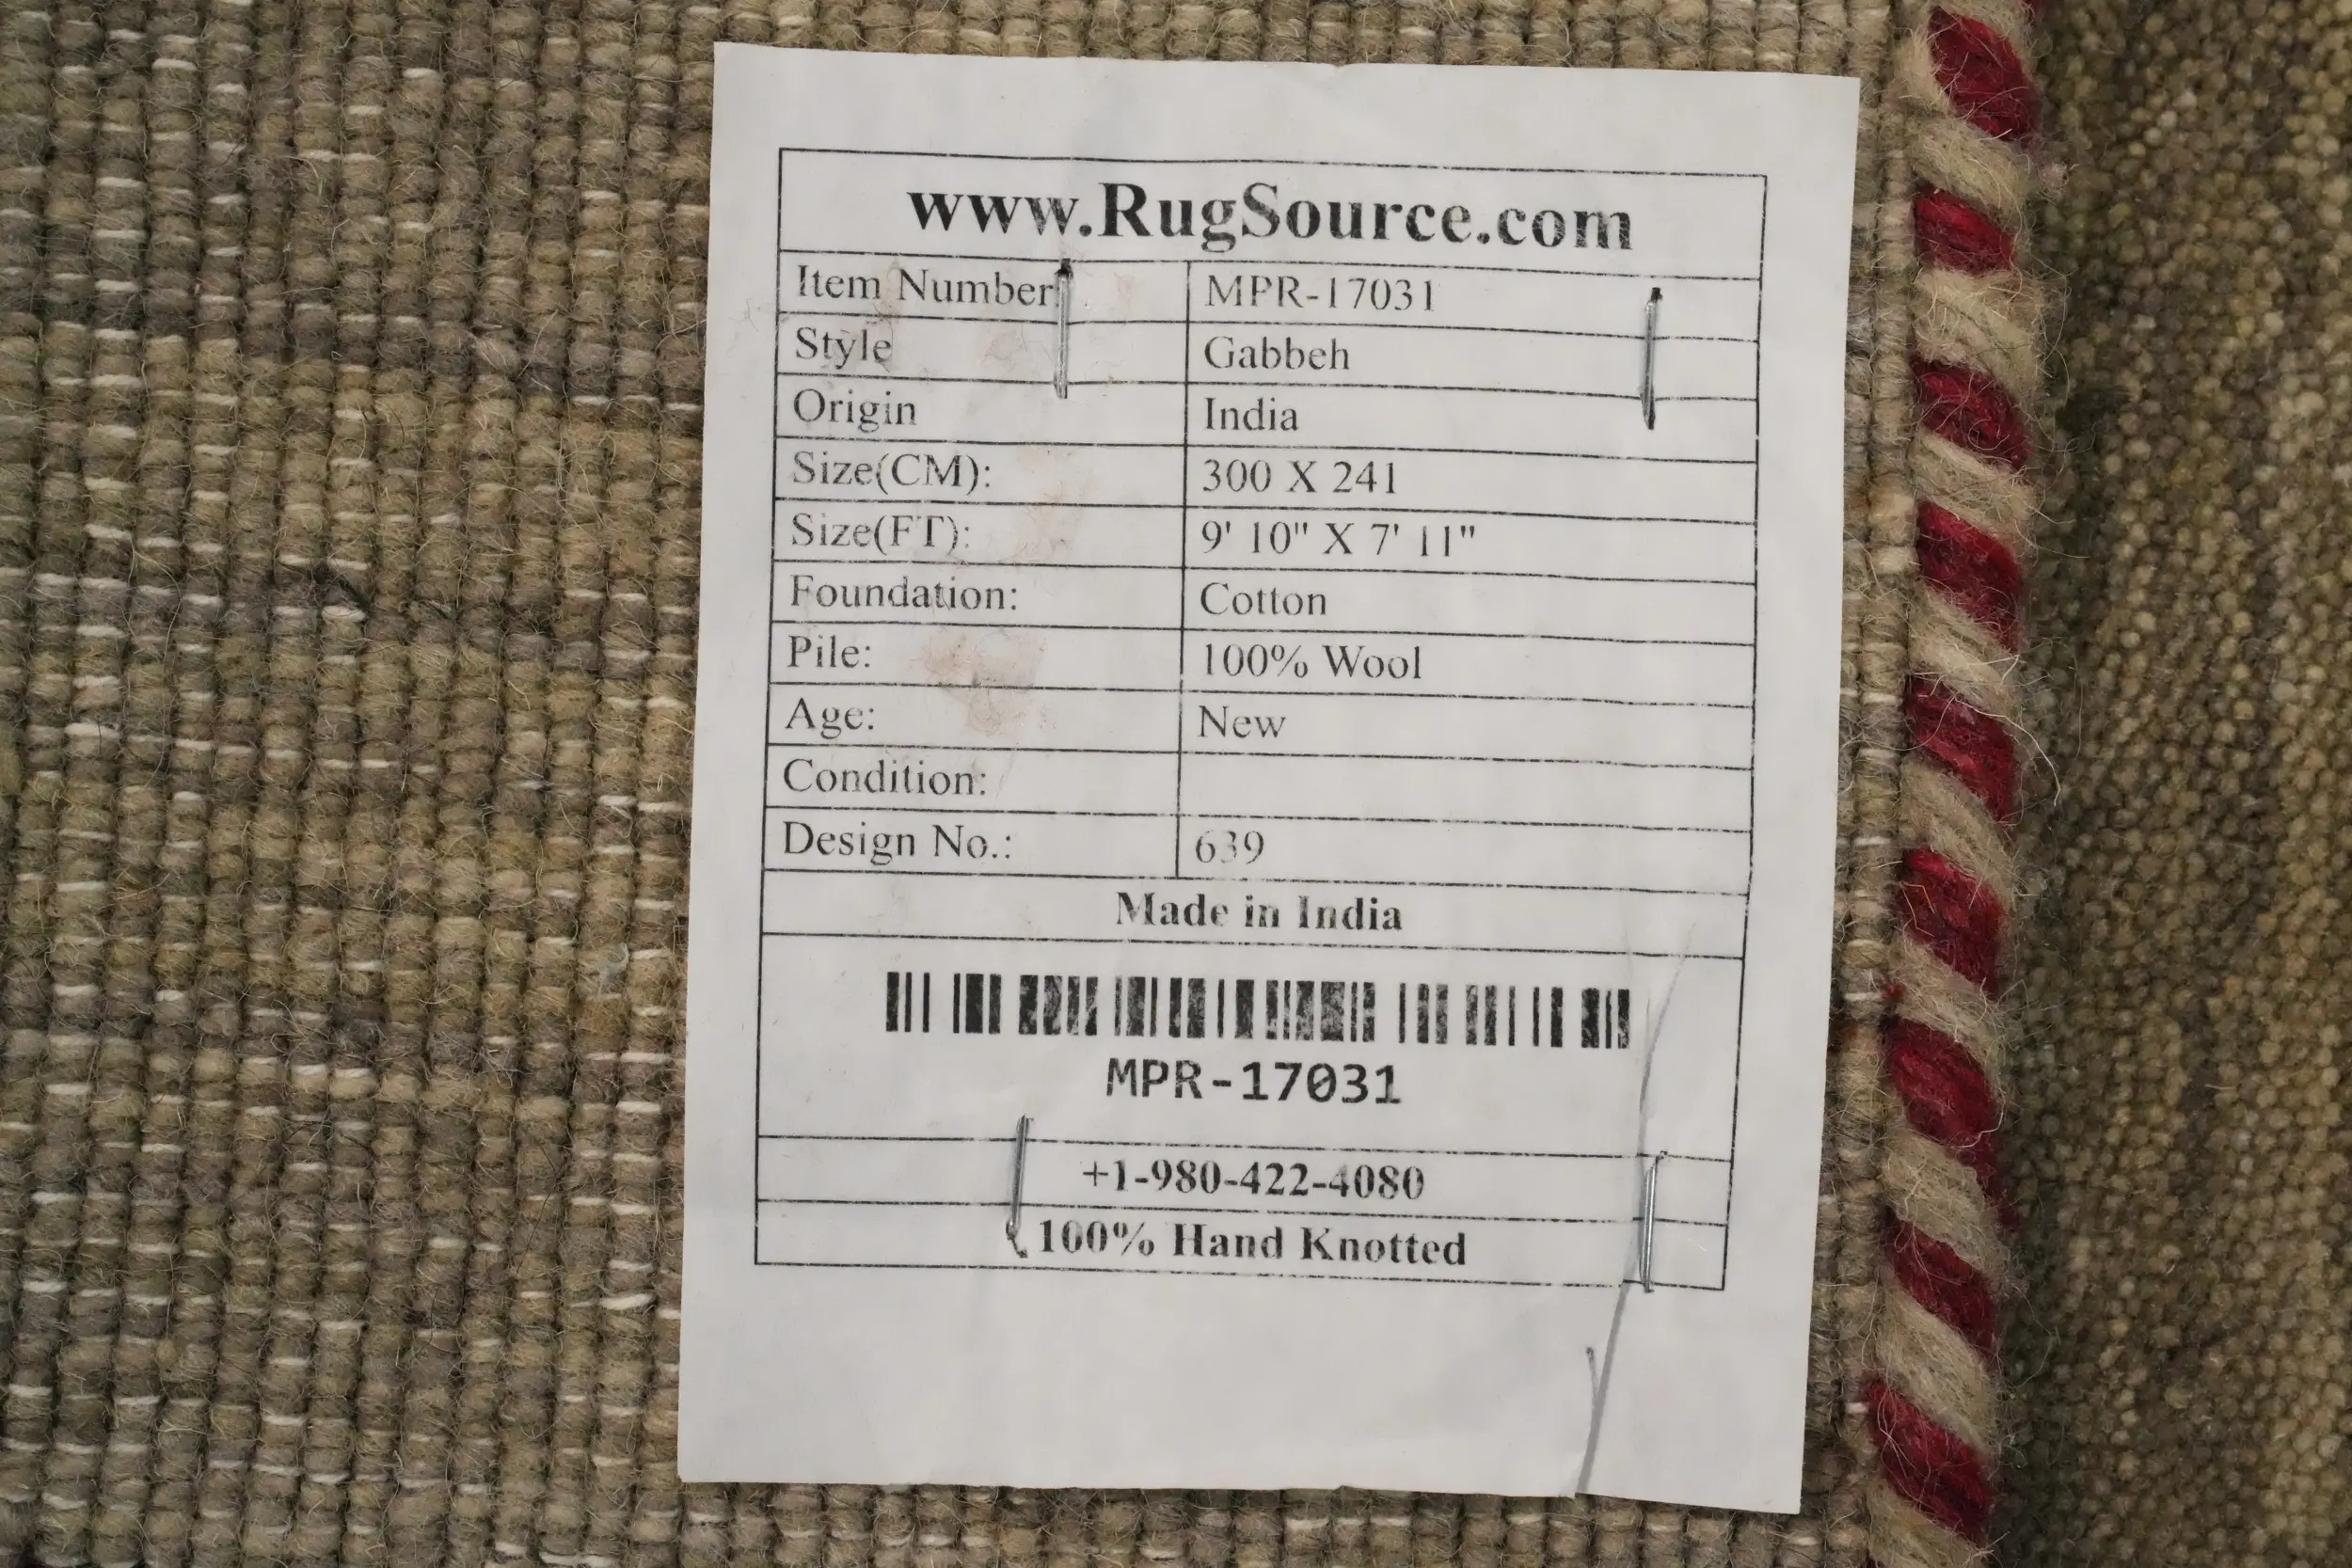 www.RugSource.com
Item Number MPR-17031
Style Gabbeh
Origin India
Size(CM): 300 X 241
Size(FT): 9' 10" X 7' 11"
Foundation: Cotton
Pile: 100% Wool
Age: New
Condition:
Design No.: 639
Made in India
MPR-17031
+1-980-422-4080
100% Hand Knotted